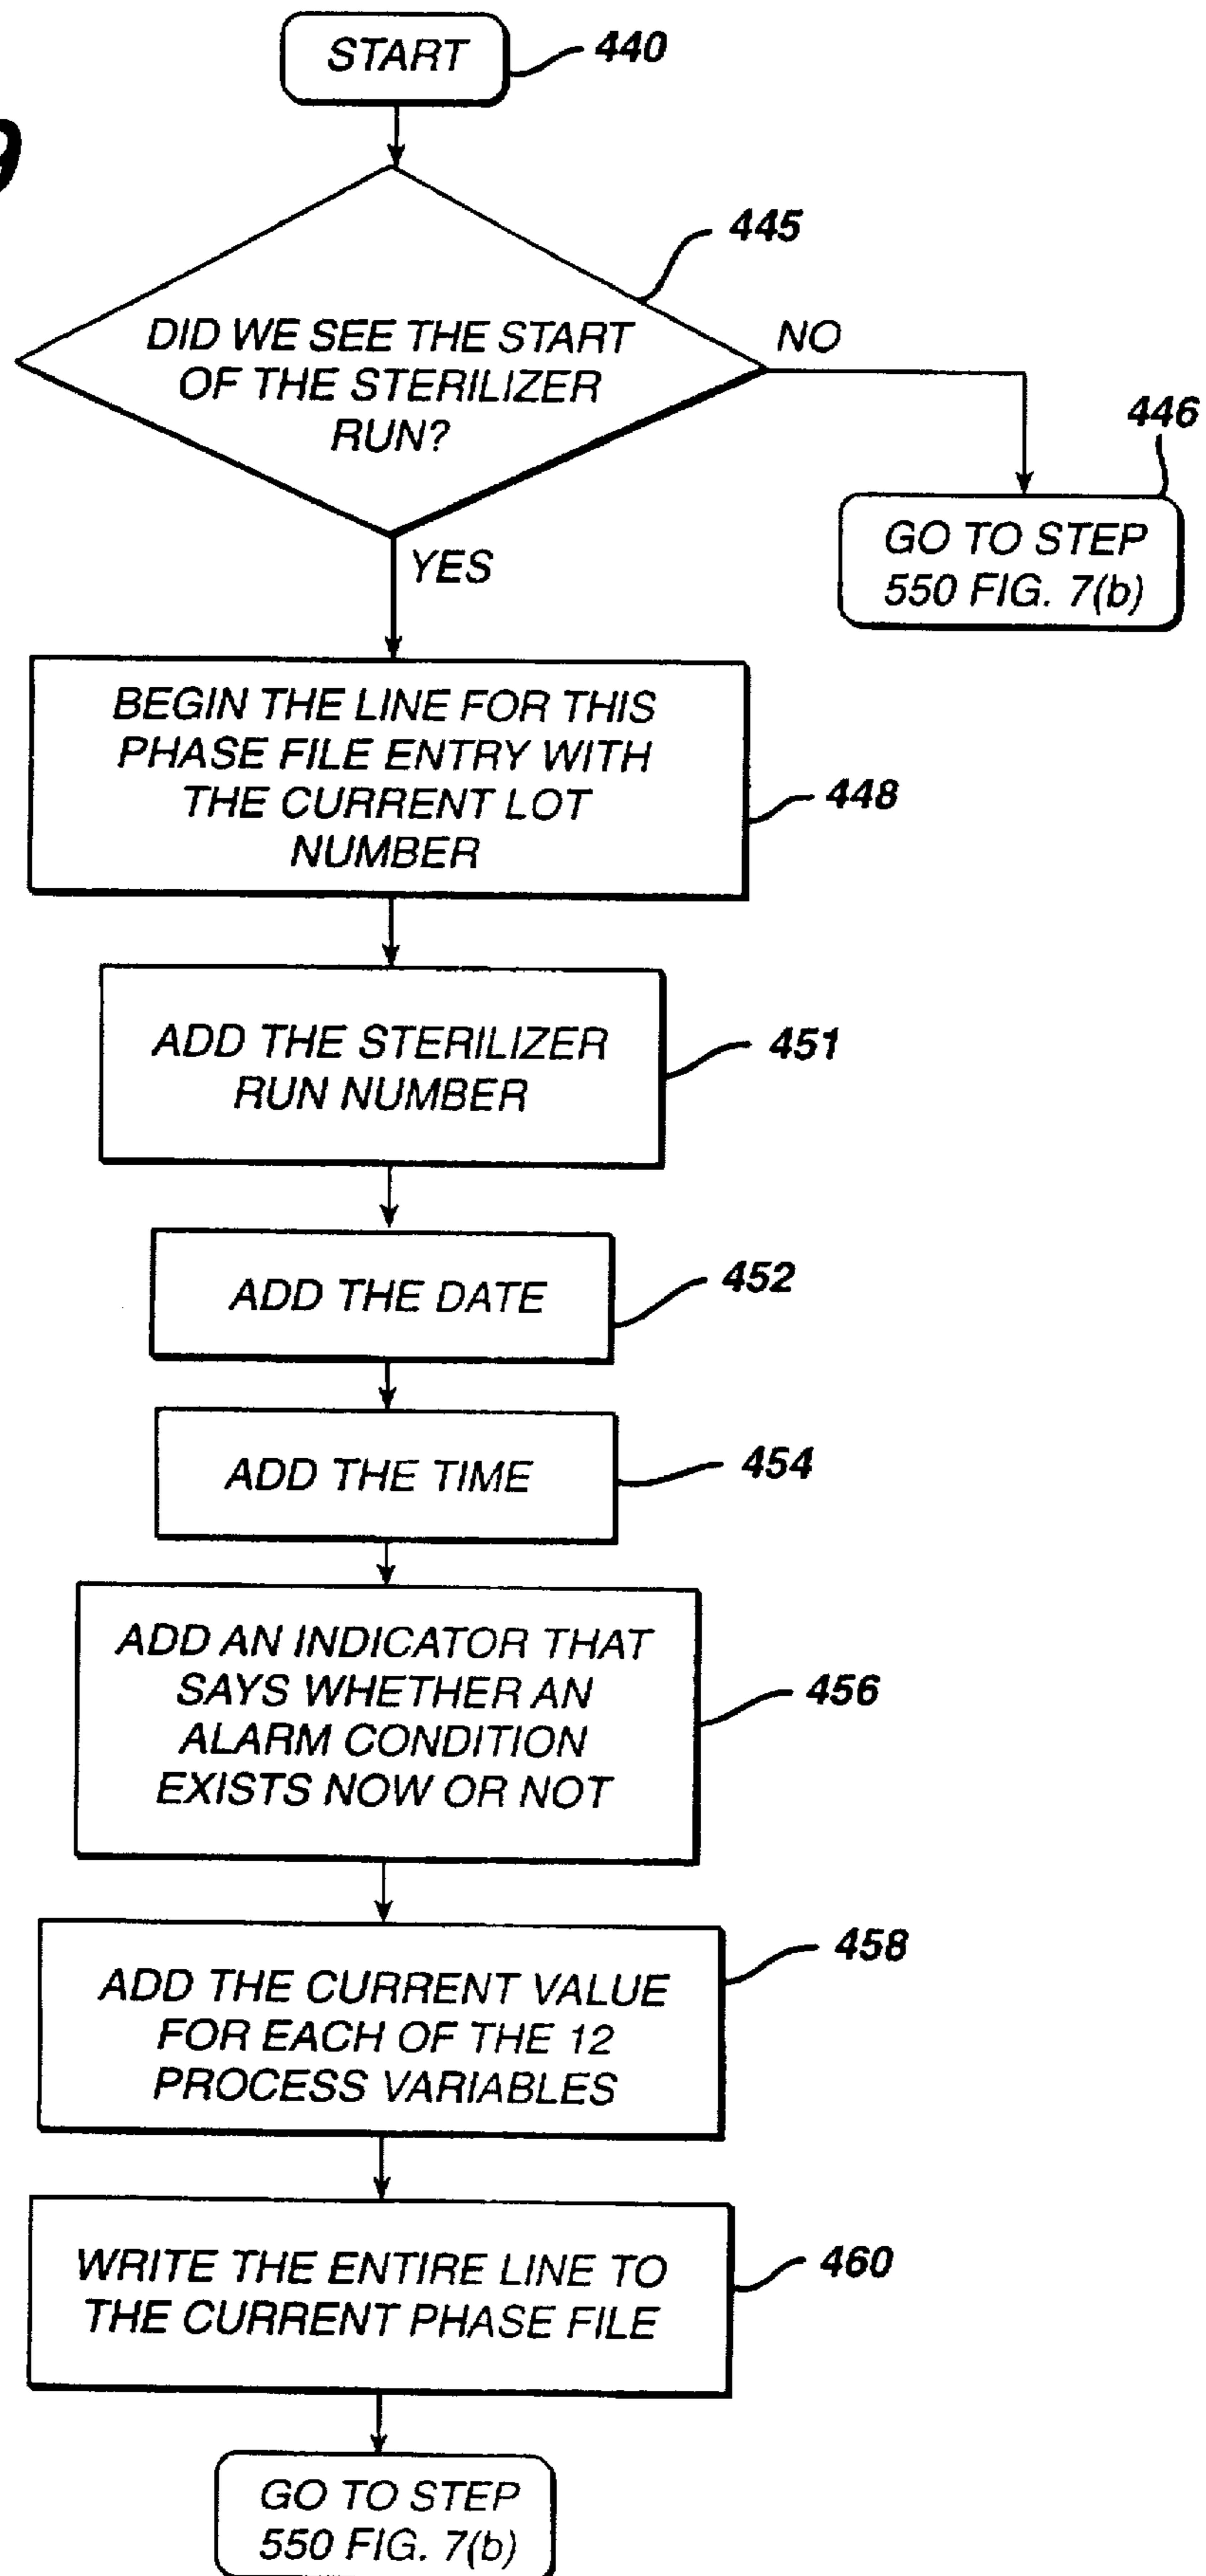 START
440
445
DID WE SEE THE START
OF THE STERILIZER
RUN?
NO
446
GO TO STEP
550 FIG. 7(b)
YES
BEGIN THE LINE FOR THIS
PHASE FILE ENTRY WITH
THE CURRENT LOT
NUMBER
448
ADD THE STERILIZER
RUN NUMBER
451
ADD THE DATE
452
ADD THE TIME
454
ADD AN INDICATOR THAT
SAYS WHETHER AN
ALARM CONDITION
EXISTS NOW OR NOT
456
ADD THE CURRENT VALUE
FOR EACH OF THE 12
PROCESS VARIABLES
458
WRITE THE ENTIRE LINE TO
THE CURRENT PHASE FILE
460
GO TO STEP
550 FIG. 7(b)